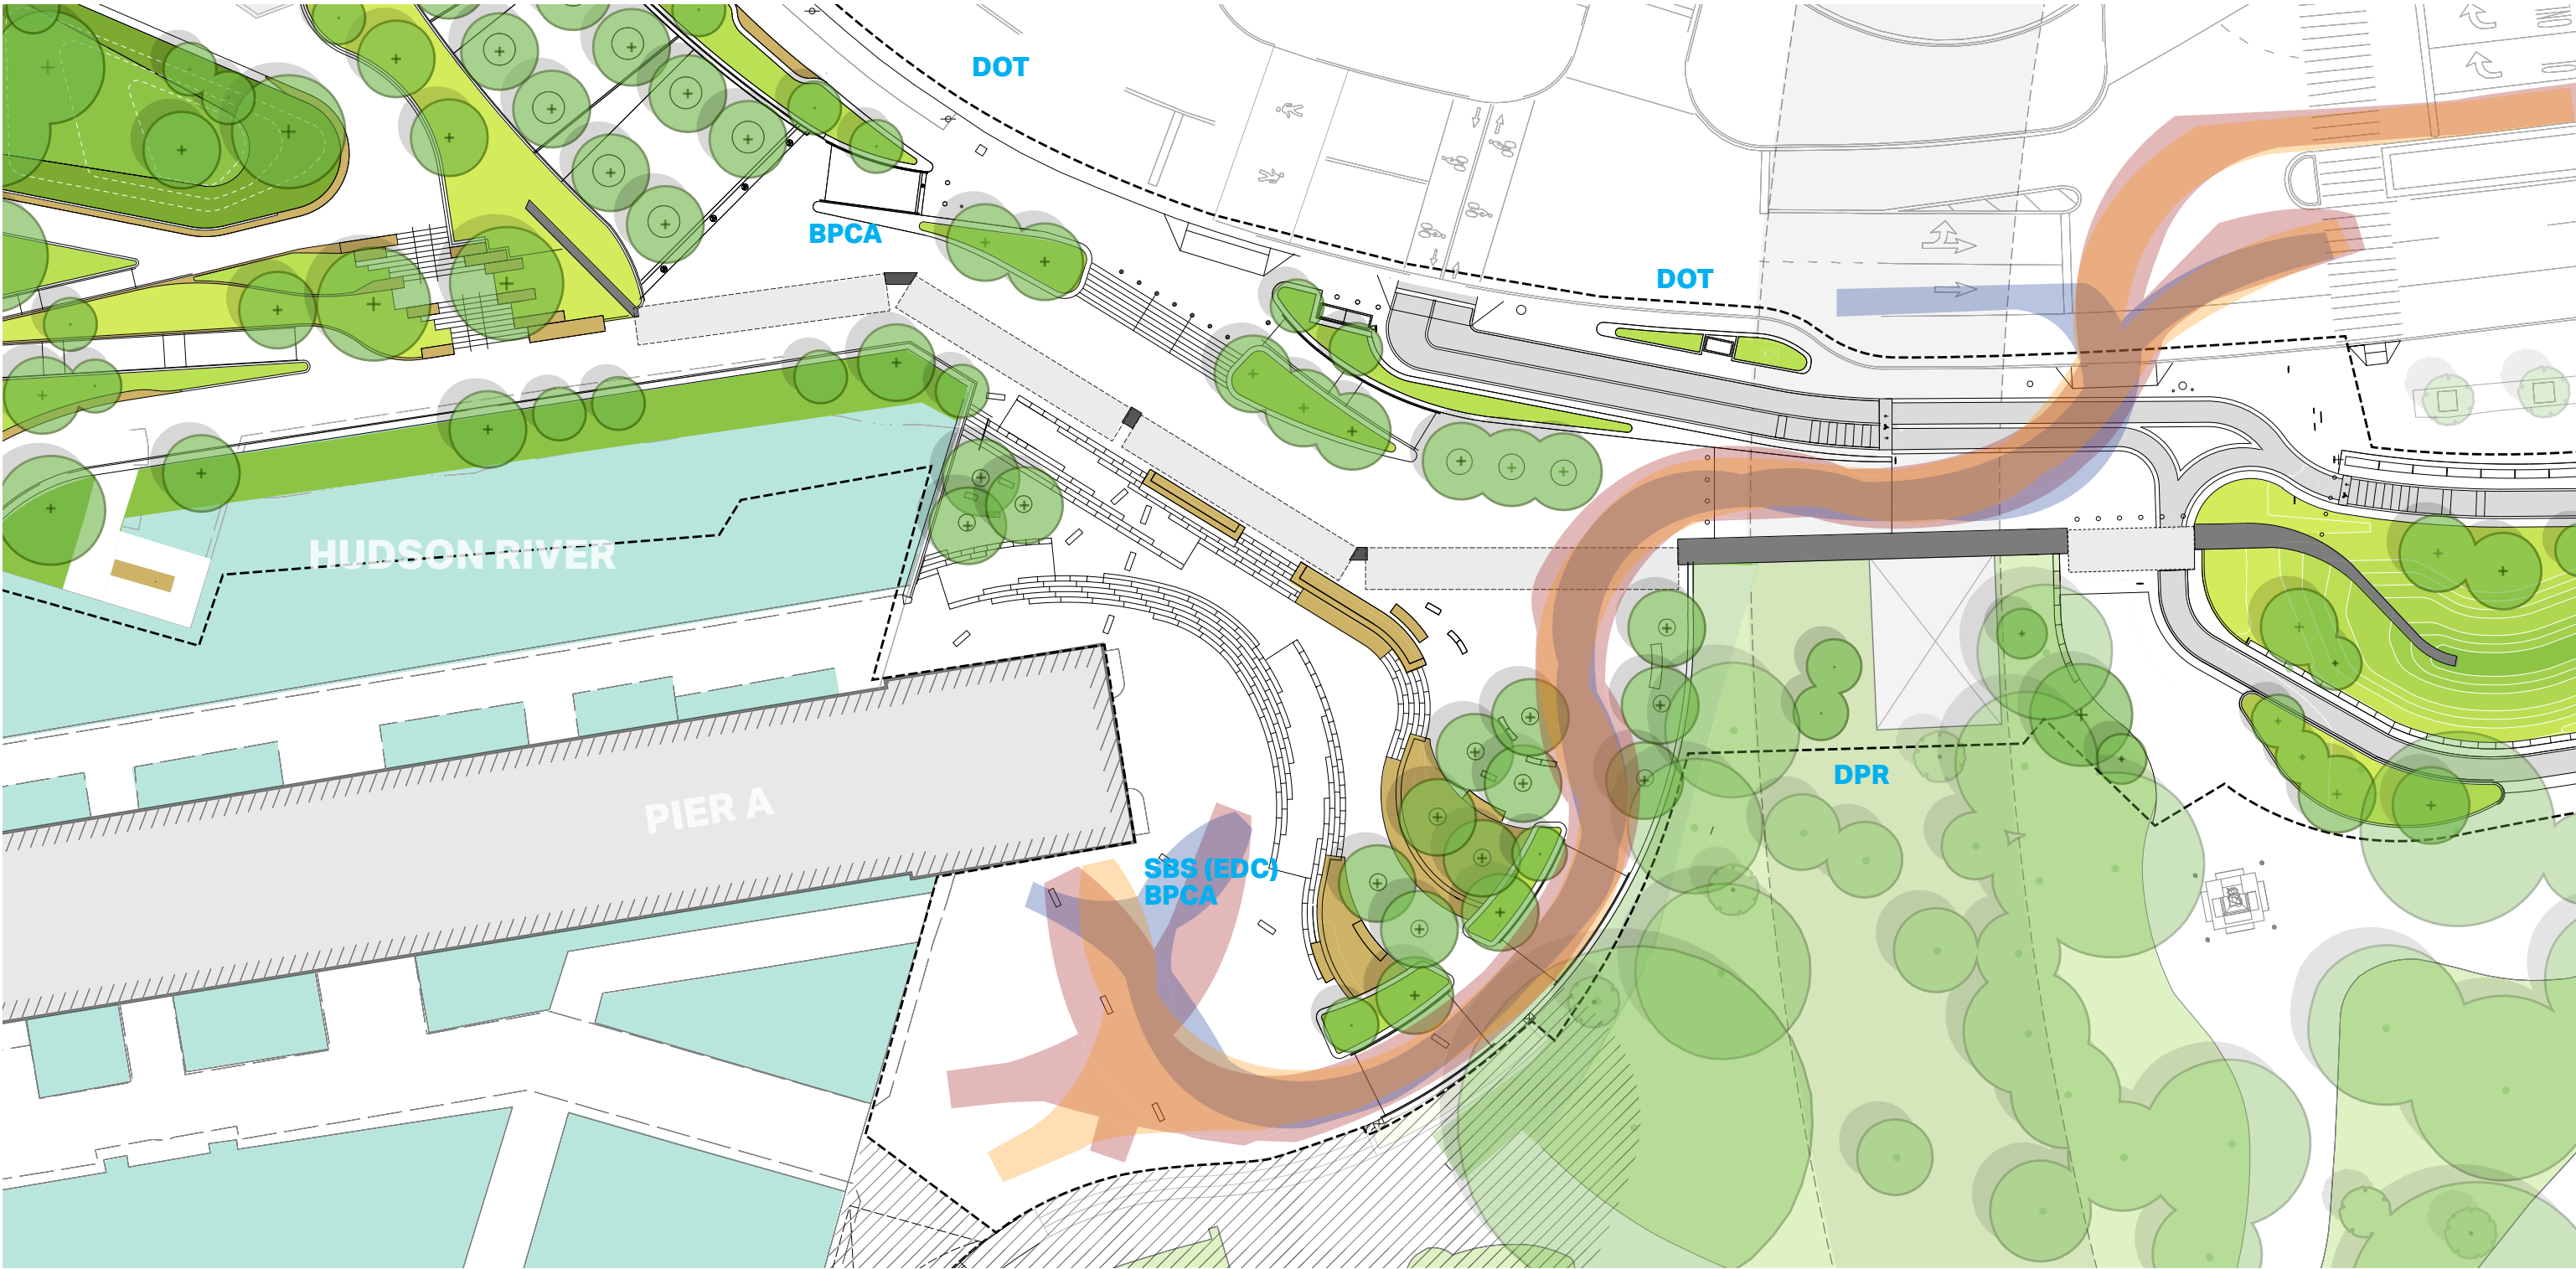 DOT
BPCA
DOT
HUDSON RIVER
PIER A
DPR
SBS (EDC)
BPCA